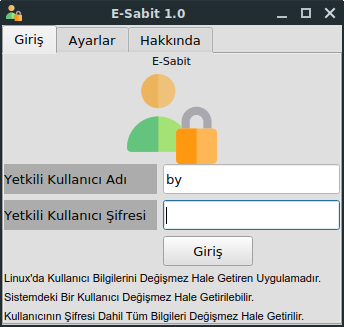 E-Sabit 1.0
Giriş Ayarlar Hakkında
E-Sabit
Yetkili Kullanıcı Adı by
Yetkili Kullanıcı Şifresi
Giriş
Linux'da Kullanıcı Bilgilerini Değişmez Hale Getiren Uygulamadır.
Sistemdeki Bir Kullanıcı Değişmez Hale Getirilebilir.
Kullanıcının Şifresi Dahil Tüm Bilgileri Değişmez Hale Getirilir.